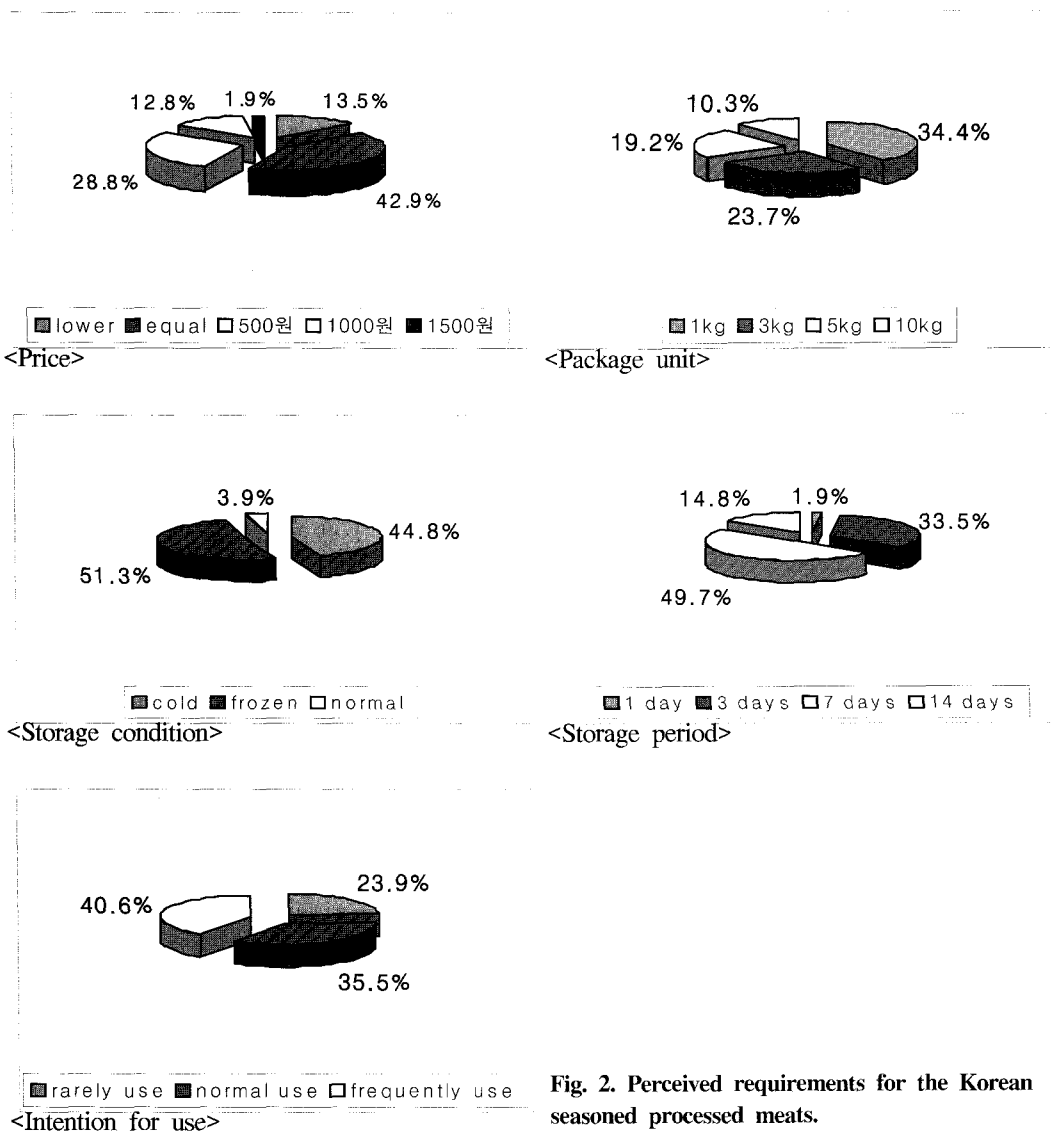 12.8% 1.9% 13.5%
28.8%
42.9%
lower equal 500원 1000원 1500원
<Price>
10.3%
34.4%
19.2%
23.7%
1kg 3kg 5kg 10kg
<Package unit>
3.9%
44.8%
51.3%
cold frozen normal
<Storage condition>
14.8% 1.9%
33.5%
49.7%
1 day 3 days 7 days 14 days
<Storage period>
23.9%
40.6%
35.5%
rarely use normal use frequently use
<Intention for use>
Fig. 2. Perceived requirements for the Korean
seasoned processed meats.